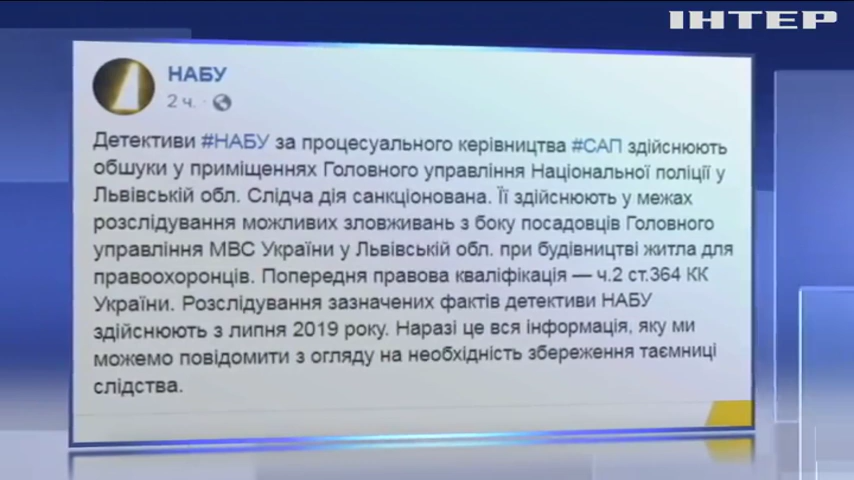 ІНТЕР
НАБУ
2 ч. ·
Детективи #НАБУ за процесуального керівництва #САП здійснюють
обшуки у приміщеннях Головного управління Національної поліції у
Львівській обл. Слідча дія санкціонована. Її здійснюють у межах
розслідування можливих зловживань з боку посадовців Головного
управління МВС України у Львівській обл. при будівництві житла для
правоохоронців. Попередня правова кваліфікація — ч.2 ст.364 КК
України. Розслідування зазначених фактів детективи НАБУ
здійснюють з липня 2019 року. Наразі це вся інформація, яку ми
можемо повідомити з огляду на необхідність збереження таємниці
слідства.